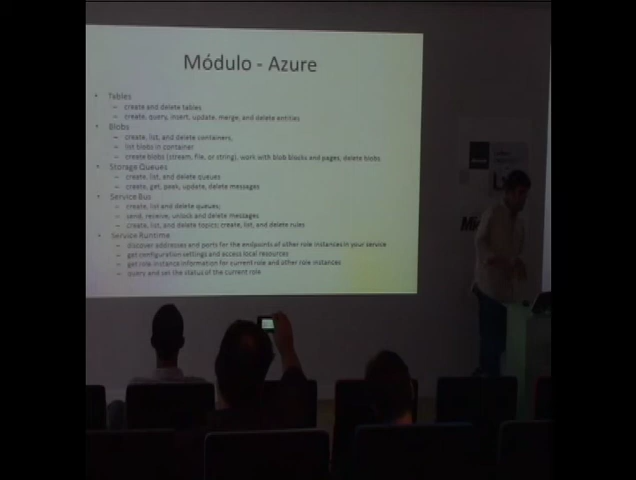 Módulo - Azure
• Tables
– create and delete tables
– create, query, insert, update, merge, and delete entities
• Blobs
– create, list, and delete containers,
– list blobs in container
– create blobs (stream, file, or string), work with blob blocks and pages, delete blobs
• Storage Queues
– create, list, and delete queues
– create, get, peek, update, delete messages
• Service Bus
– create, list and delete queues;
– send, receive, unlock and delete messages
– create, list, and delete topics; create, list, and delete rules
• Service Runtime
– discover addresses and ports for the endpoints of other role instances in your service
– get configuration settings and access local resources
– get role instance information for current role and other role instances
– query and set the status of the current role